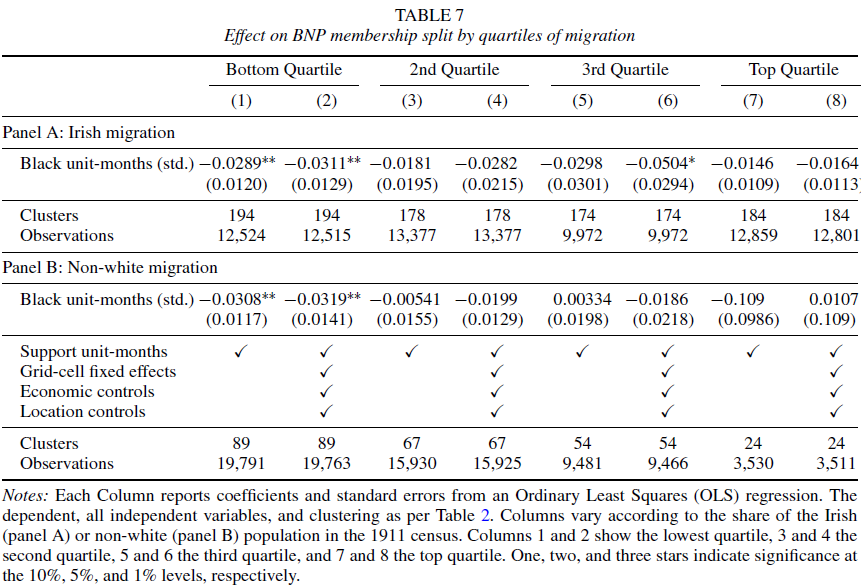 TABLE 7
Effect on BNP membership split by quartiles of migration
Bottom Quartile 2nd Quartile 3rd Quartile Top Quartile
(1) (2) (3) (4) (5) (6) (7) (8)
Panel A: Irish migration
Black unit-months (std.) −0.0289** −0.0311** −0.0181 −0.0282 −0.0298 −0.0504* −0.0146 −0.0164
(0.0120) (0.0129) (0.0195) (0.0215) (0.0301) (0.0294) (0.0109) (0.0113)
Clusters 194 194 178 178 174 174 184 184
Observations 12,524 12,515 13,377 13,377 9,972 9,972 12,859 12,801
Panel B: Non-white migration
Black unit-months (std.) −0.0308** −0.0319** −0.00541 −0.0199 0.00334 −0.0186 −0.109 0.0107
(0.0117) (0.0141) (0.0155) (0.0129) (0.0198) (0.0218) (0.0986) (0.109)
Support unit-months ✓ ✓ ✓ ✓ ✓ ✓ ✓ ✓
Grid-cell fixed effects ✓ ✓ ✓ ✓
Economic controls ✓ ✓ ✓ ✓
Location controls ✓ ✓ ✓ ✓
Clusters 89 89 67 67 54 54 24 24
Observations 19,791 19,763 15,930 15,925 9,481 9,466 3,530 3,511
Notes: Each Column reports coefficients and standard errors from an Ordinary Least Squares (OLS) regression. The
dependent, all independent variables, and clustering as per Table 2. Columns vary according to the share of the Irish
(panel A) or non-white (panel B) population in the 1911 census. Columns 1 and 2 show the lowest quartile, 3 and 4 the
second quartile, 5 and 6 the third quartile, and 7 and 8 the top quartile. One, two, and three stars indicate significance at
the 10%, 5%, and 1% levels, respectively.